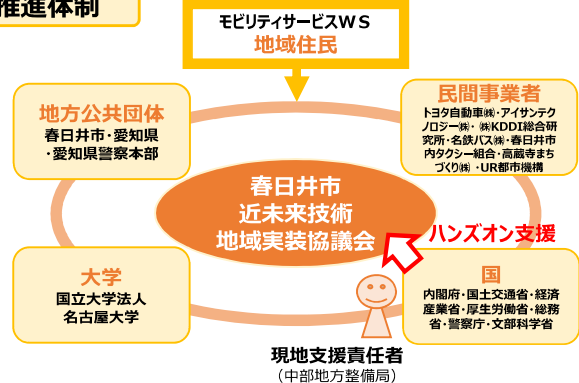 推進体制
モビリティサービスWS
地域住民
地方公共団体
春日井市・愛知県
・愛知県警察本部
民間事業者
トヨタ自動車㈱・アイサンテク
ノロジー㈱・ ㈱KDDI総合研
究所・名鉄バス㈱・春日井市
内タクシー組合・高蔵寺まち
づくり㈱ ・UR都市機構
春日井市
近未来技術
地域実装協議会
ハンズオン支援
大学
国立大学法人
名古屋大学
国
内閣府・国土交通省・経済
産業省・厚生労働省・総務
省・警察庁・文部科学省
現地支援責任者
（中部地方整備局）